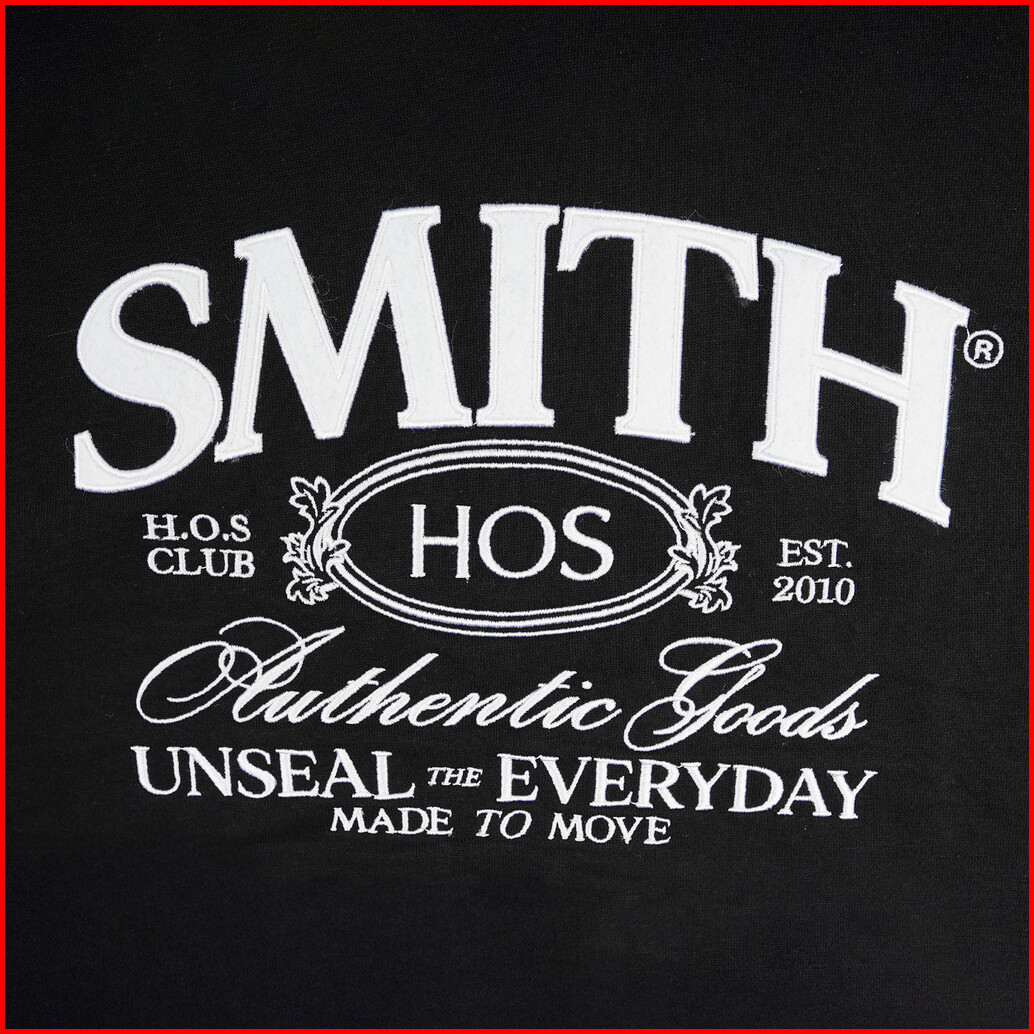 SMITH®
HOS
H.O.S
CLUB
EST.
2010
Authentic Goods
UNSEAL THE EVERYDAY
MADE TO MOVE